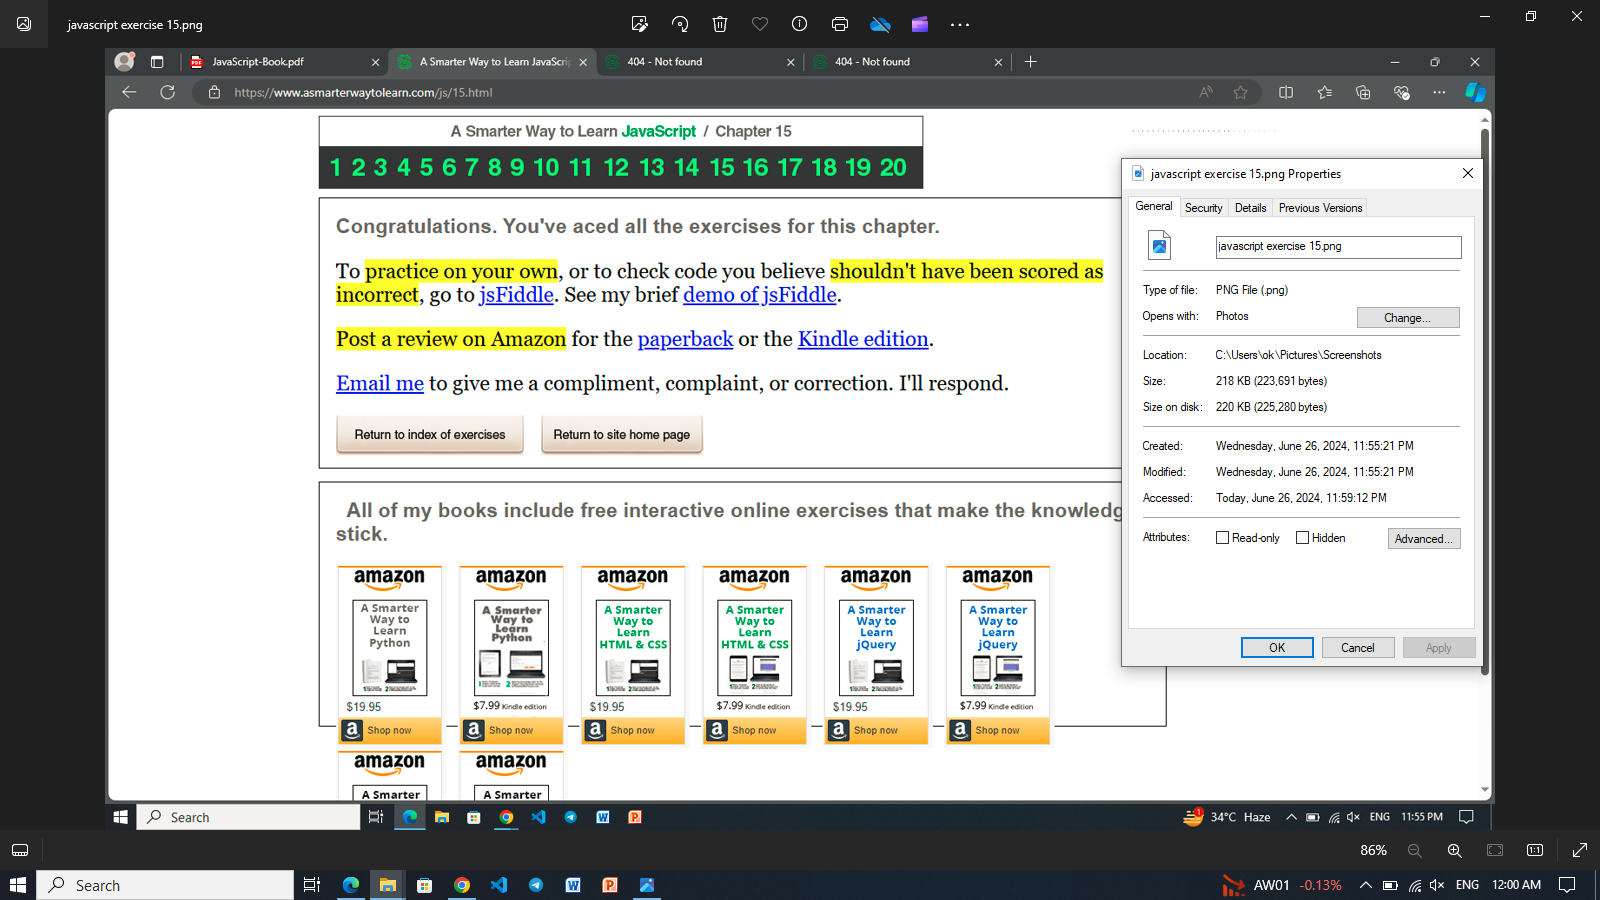 javascript exercise 15.png
JavaScript-Book.pdf
A Smarter Way to Learn JavaScri
404 - Not found
404 - Not found
https://www.asmarterwaytolearn.com/js/15.html
A Smarter Way to Learn JavaScript / Chapter 15
1 2 3 4 5 6 7 8 9 10 11 12 13 14 15 16 17 18 19 20
Congratulations. You've aced all the exercises for this chapter.
To practice on your own, or to check code you believe shouldn't have been scored as
incorrect, go to jsFiddle. See my brief demo of jsFiddle.
Post a review on Amazon for the paperback or the Kindle edition.
Email me to give me a compliment, complaint, or correction. I'll respond.
Return to index of exercises
Return to site home page
All of my books include free interactive online exercises that make the knowledg
stick.
amazon
A Smarter
Way to
Learn
Python
$19.95
Shop now
amazon
A Smarter
Way to
Learn
Python
$7.99 Kindle edition
Shop now
amazon
A Smarter
Way to
Learn
HTML & CSS
$19.95
Shop now
amazon
A Smarter
Way to
Learn
HTML & CSS
$7.99 Kindle edition
Shop now
amazon
A Smarter
Way to
Learn
jQuery
$19.95
Shop now
amazon
A Smarter
Way to
Learn
jQuery
$7.99 Kindle edition
Shop now
amazon
A Smarter
amazon
A Smarter
javascript exercise 15.png Properties
General
Security
Details
Previous Versions
javascript exercise 15.png
Type of file: PNG File (.png)
Opens with: Photos
Change...
Location: C:\Users\ok\Pictures\Screenshots
Size: 218 KB (223,691 bytes)
Size on disk: 220 KB (225,280 bytes)
Created: Wednesday, June 26, 2024, 11:55:21 PM
Modified: Wednesday, June 26, 2024, 11:55:21 PM
Accessed: Today, June 26, 2024, 11:59:12 PM
Attributes: Read-only Hidden
Advanced...
OK
Cancel
Apply
Search
1
34°C Haze
ENG
11:55 PM
86%
1:1
Search
AW01 -0.13%
ENG
12:00 AM